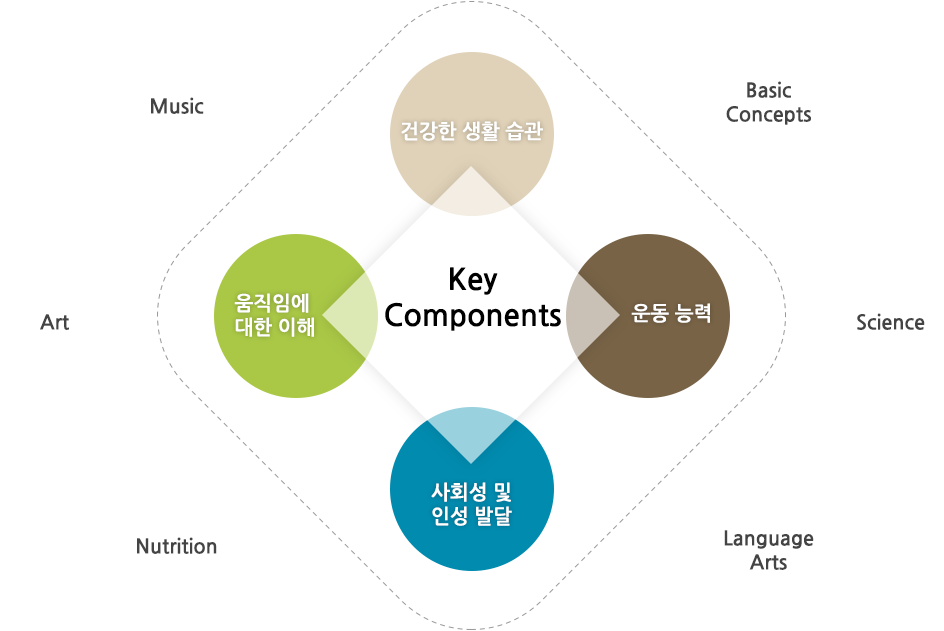 Music
Basic
Concepts
건강한 생활 습관
Key
Components
움직임에
대한 이해
운동 능력
Art
Science
사회성 및
인성 발달
Nutrition
Language
Arts